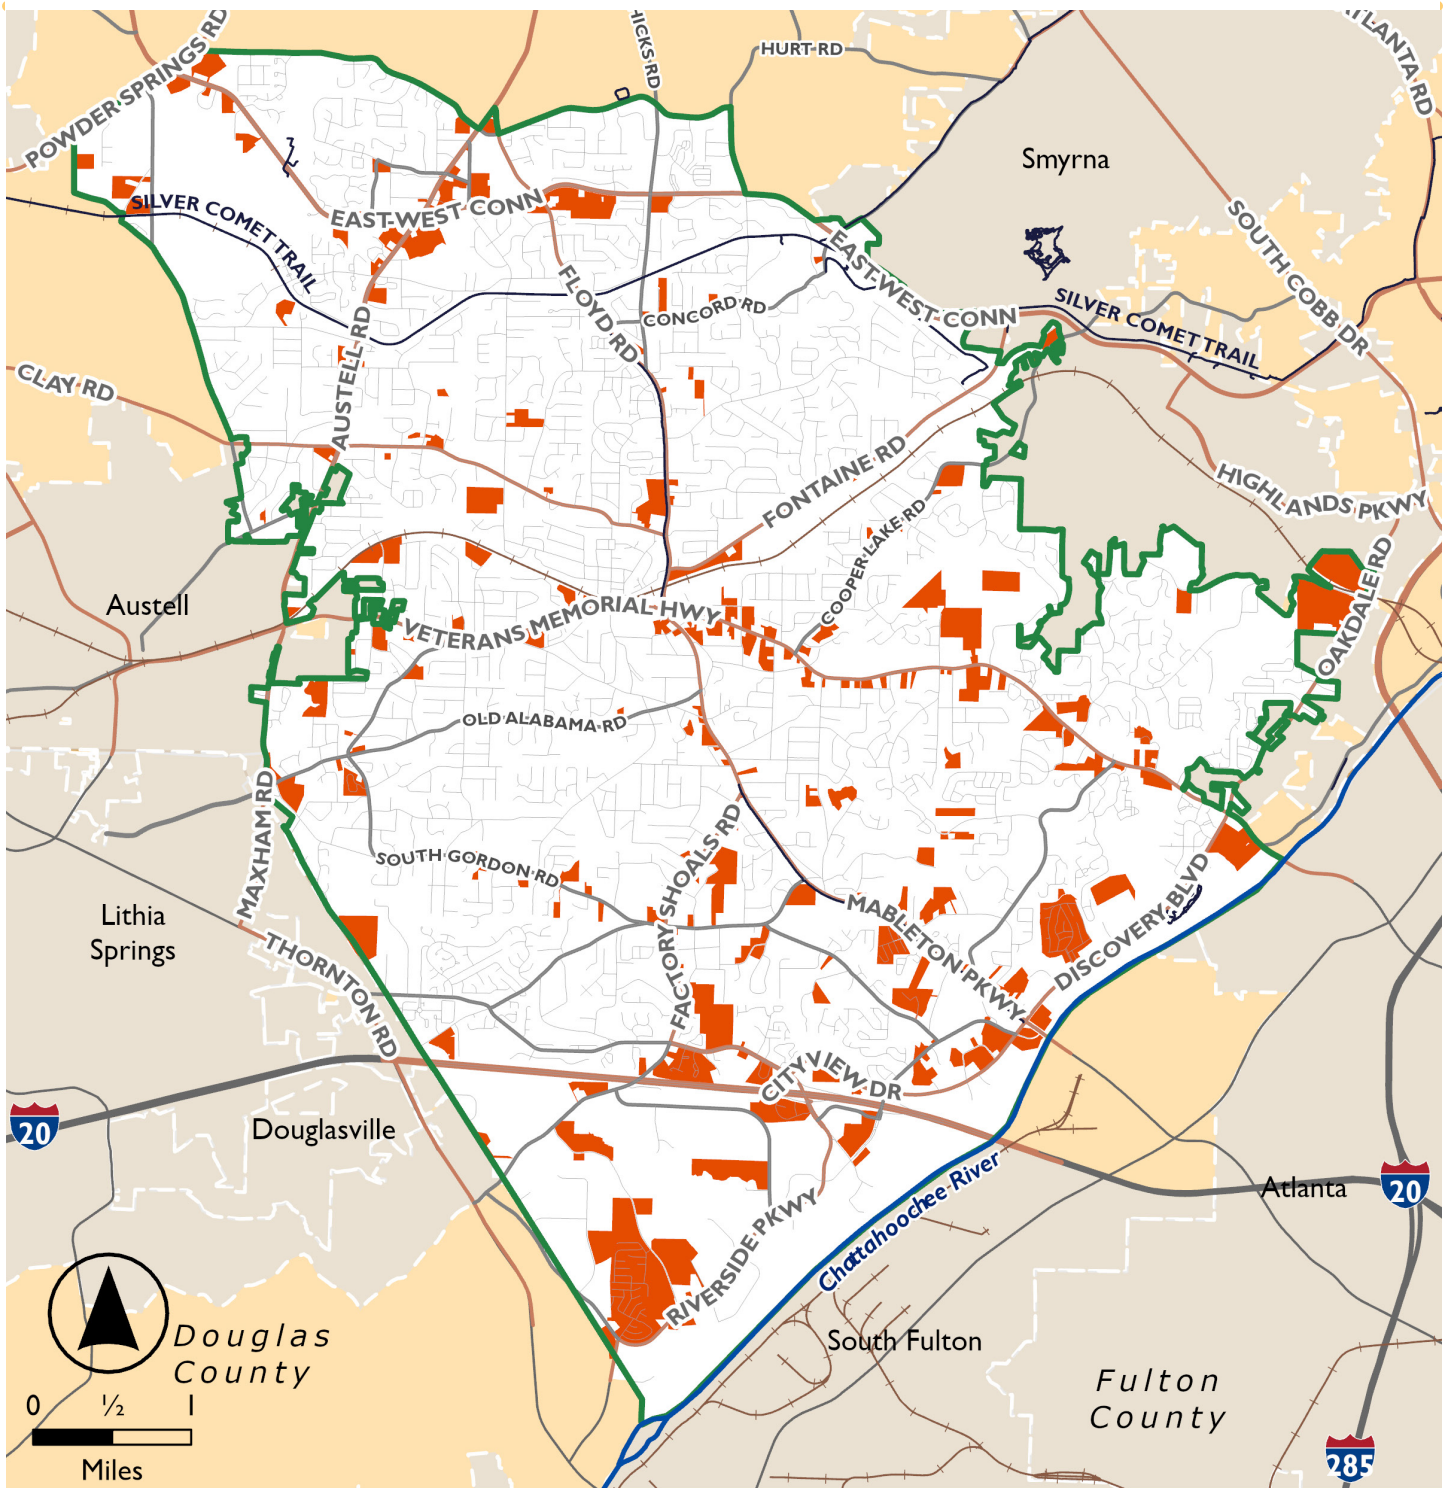 POWDER SPRINGS RD
HICKS RD
HURT RD
ATLANTA RD
Smyrna
SILVER COMET TRAIL
EAST-WEST CONN
EAST-WEST CONN
SOUTH COBB DR
FLOYD RD
CONCORD RD
SILVER COMET TRAIL
AUSTELL RD
CLAY RD
FONTAINE RD
HIGHLANDS PKWY
COOPER LAKE RD
OAKDALE RD
Austell
VETERANS MEMORIAL HWY
OLD ALABAMA RD
MAXHAM RD
SOUTH GORDON RD
FACTORY SHOALS RD
Lithia
Springs
THORNTON RD
MABLETON PKWY
DISCOVERY BLVD
CITYVIEW DR
20
Douglasville
Atlanta
20
RIVERSIDE PKWY
Chattahoochee River
Douglas
County
South Fulton
Fulton
County
0 ½ 1
Miles
285